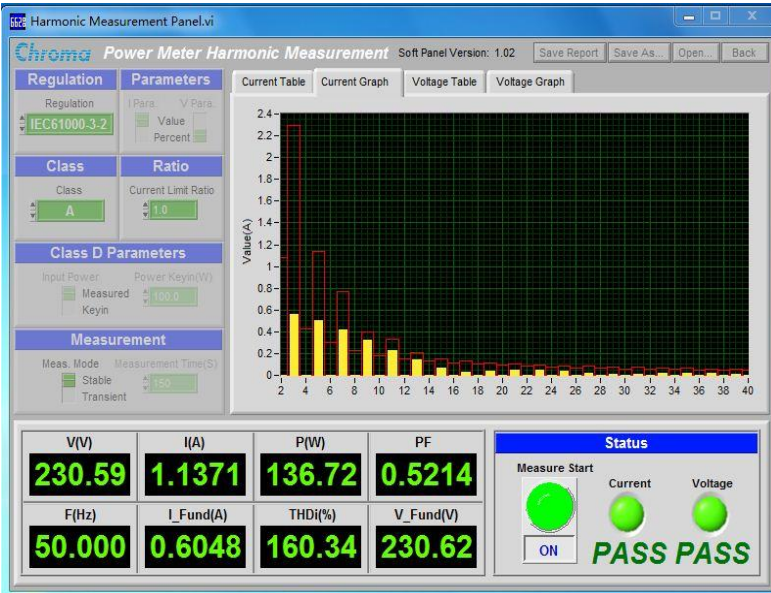 Harmonic Measurement Panel.vi
Chroma Power Meter Harmonic Measurement Soft Panel Version: 1.02 Save Report Save As... Open... Back
Regulation Parameters
Regulation I Para. V Para.
IEC61000-3-2 Value
Percent
Class Ratio
Class Current Limit Ratio
A 1.0
Class D Parameters
Input Power: Power Keyin(W)
Measured 100.0
Keyin
Measurement
Meas. Mode Measurement Time(S)
Stable 150
Transient
Current Table Current Graph Voltage Table Voltage Graph
2.4
2.2
2
1.8
1.6
1.4
1.2
1
0.8
0.6
0.4
0.2
0
Value(A)
2 4 6 8 10 12 14 16 18 20 22 24 26 28 30 32 34 36 38 40
V(V) I(A) P(W) PF
230.59 1.1371 136.72 0.5214
F(Hz) I_Fund(A) THDi(%) V_Fund(V)
50.000 0.6048 160.34 230.62
Status
Measure Start Current Voltage
ON PASS PASS